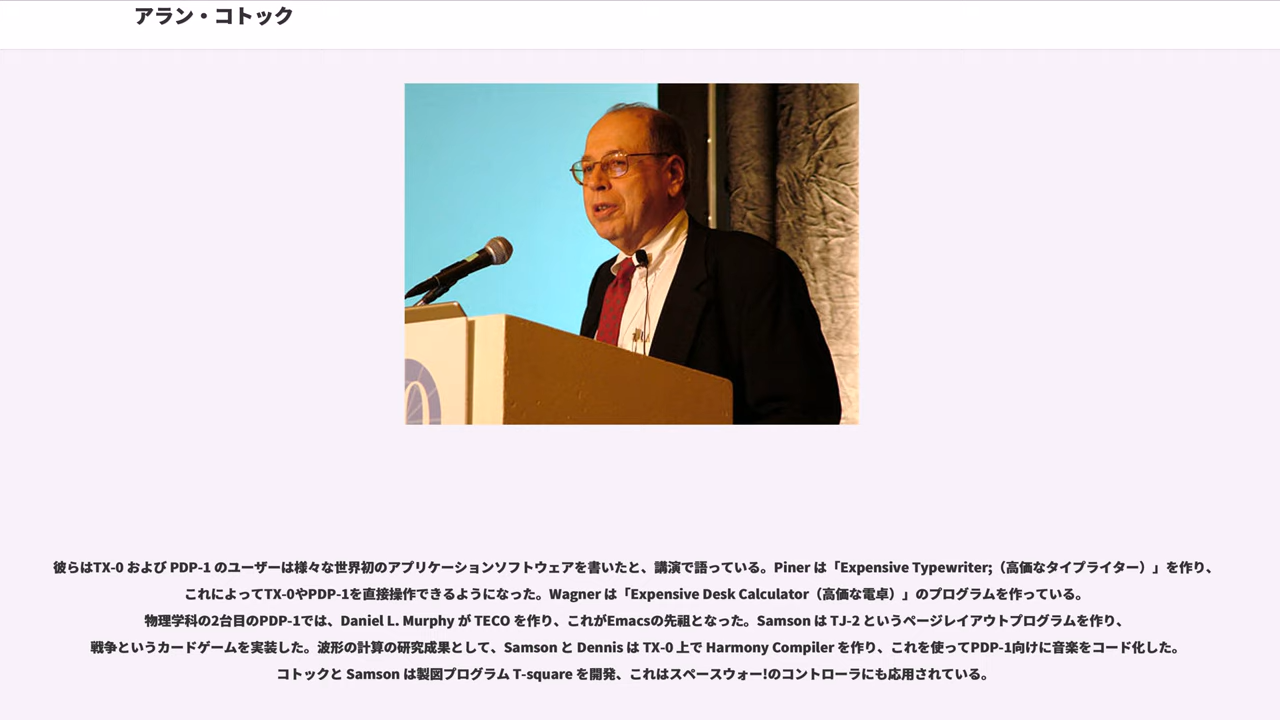 アラン・コトック
彼らはTX-0 および PDP-1 のユーザーは様々な世界初のアプリケーションソフトウェアを書いたと、講演で語っている。Piner は「Expensive Typewriter;（高価なタイプライター）」を作り、
これによってTX-0やPDP-1を直接操作できるようになった。Wagner は「Expensive Desk Calculator（高価な電卓）」のプログラムを作っている。
物理学科の2台目のPDP-1では、Daniel L. Murphy が TECO を作り、これがEmacsの先祖となった。Samson は TJ-2 というページレイアウトプログラムを作り、
戦争というカードゲームを実装した。波形の計算の研究成果として、Samson と Dennis は TX-0 上で Harmony Compiler を作り、これを使ってPDP-1向けに音楽をコード化した。
コトックと Samson は製図プログラム T-square を開発、これはスペースウォー!のコントローラにも応用されている。